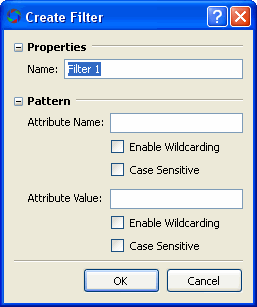 Create Filter
Properties
Name: Filter 1
Pattern
Attribute Name:
Enable Wildcarding
Case Sensitive
Attribute Value:
Enable Wildcarding
Case Sensitive
OK Cancel